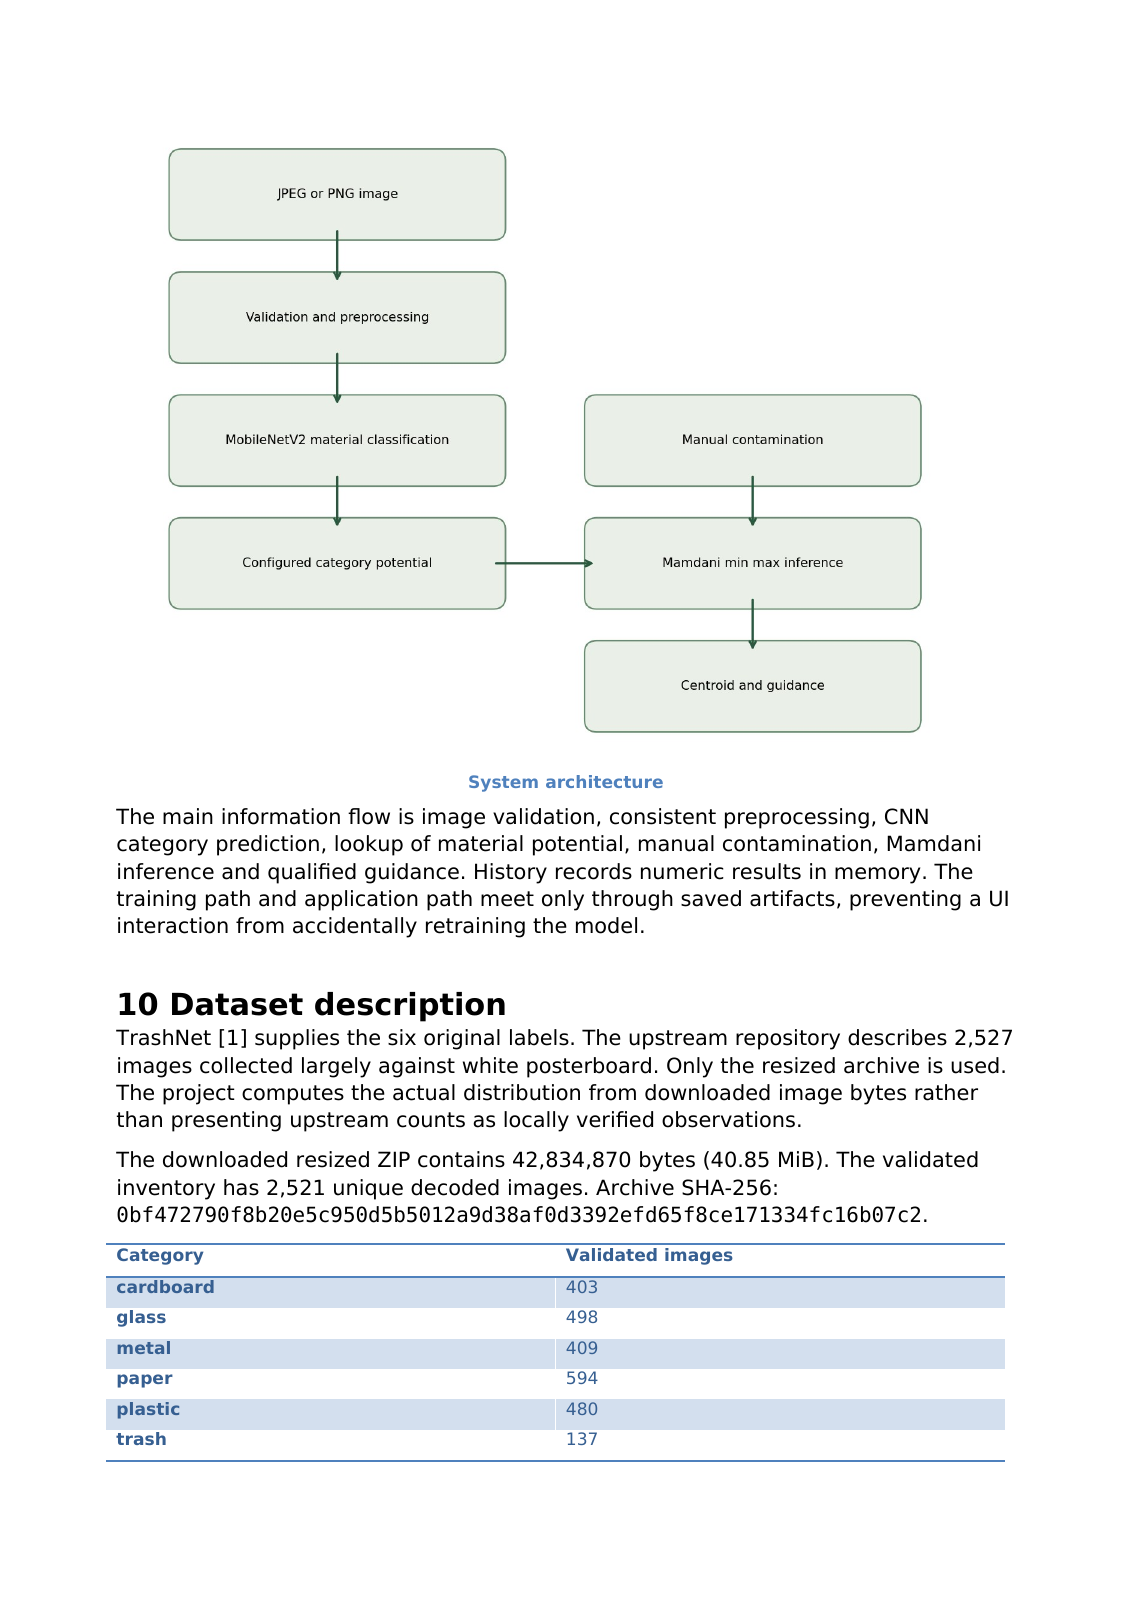 JPEG or PNG image
Validation and preprocessing
MobileNetV2 material classification
Manual contamination
Configured category potential
Mamdani min max inference
Centroid and guidance
System architecture
The main information flow is image validation, consistent preprocessing, CNN
category prediction, lookup of material potential, manual contamination, Mamdani
inference and qualified guidance. History records numeric results in memory. The
training path and application path meet only through saved artifacts, preventing a UI
interaction from accidentally retraining the model.
10 Dataset description
TrashNet [1] supplies the six original labels. The upstream repository describes 2,527
images collected largely against white posterboard. Only the resized archive is used.
The project computes the actual distribution from downloaded image bytes rather
than presenting upstream counts as locally verified observations.
The downloaded resized ZIP contains 42,834,870 bytes (40.85 MiB). The validated
inventory has 2,521 unique decoded images. Archive SHA-256:
0bf472790f8b20e5c950d5b5012a9d38af0d3392efd65f8ce171334fc16b07c2.
Category Validated images
cardboard 403
glass 498
metal 409
paper 594
plastic 480
trash 137